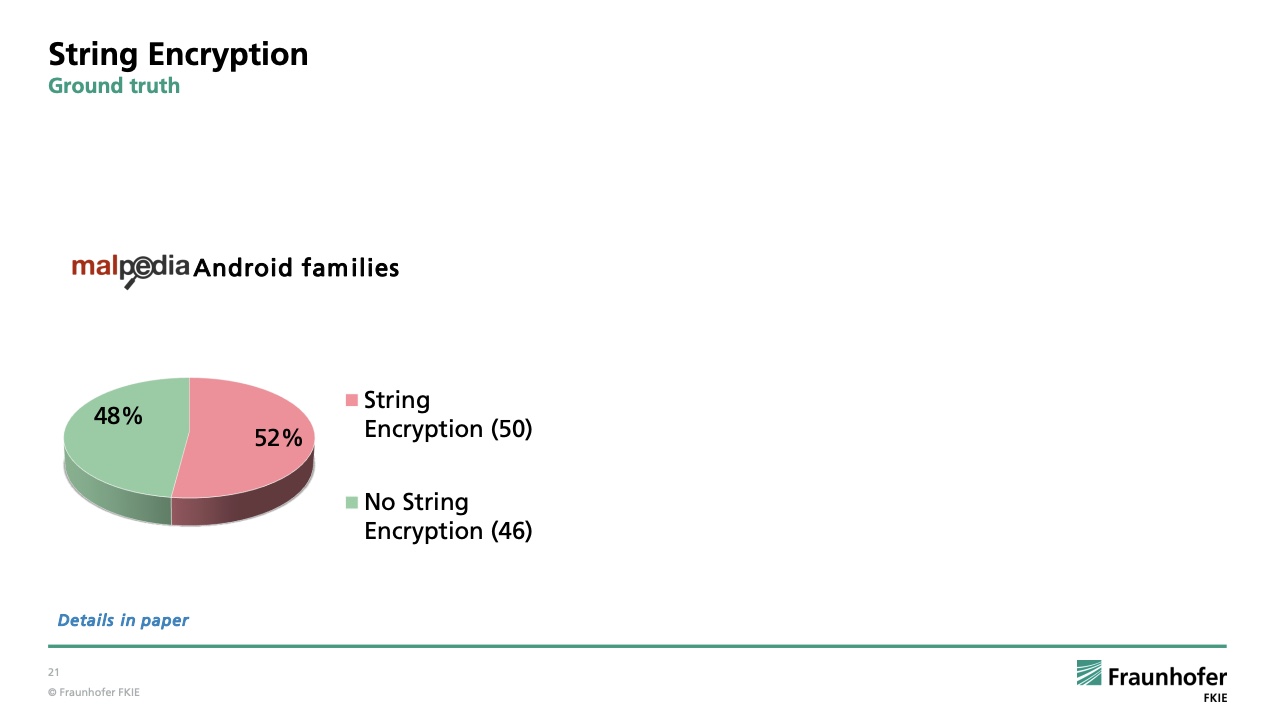 String Encryption
Ground truth
malpedia Android families
48%
52%
String
Encryption (50)
No String
Encryption (46)
Details in paper
21
© Fraunhofer FKIE
Fraunhofer
FKIE